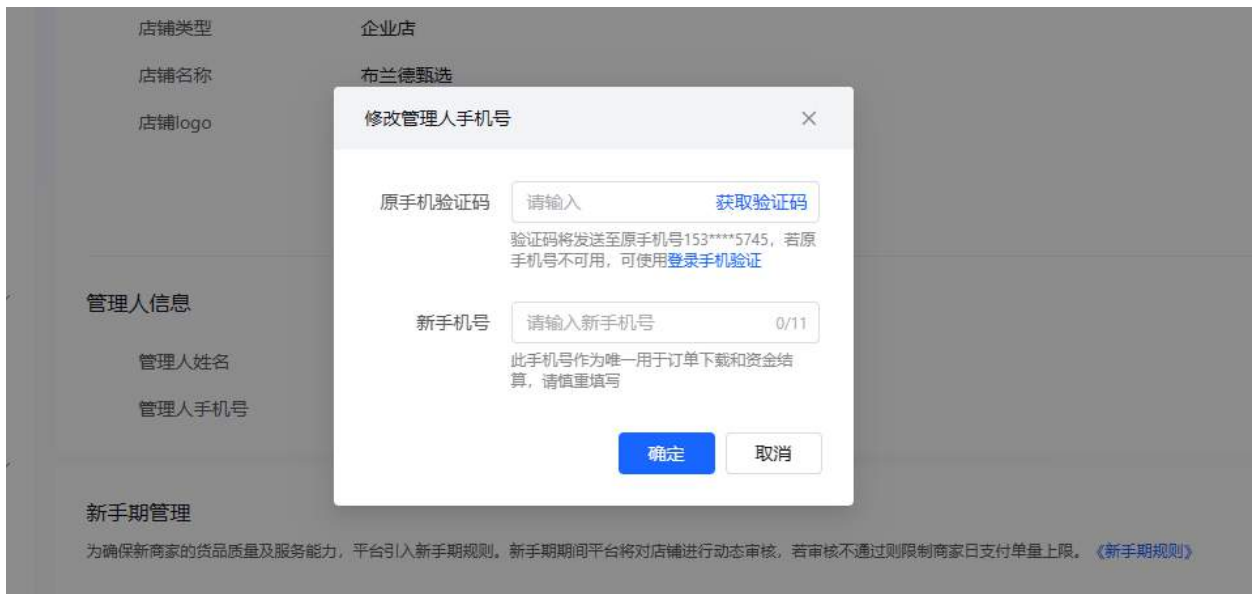 店铺类型 企业店
店铺名称 布兰德甄选
店铺logo
修改管理人手机号
原手机验证码 请输入 获取验证码
验证码将发送至原手机号153****5745，若原
手机号不可用，可使用登录手机验证
新手机号 请输入新手机号 0/11
此手机号作为唯一用于订单下载和资金结
算，请慎重填写
确定 取消
管理人信息
管理人姓名
管理人手机号
新手期管理
为确保新商家的货品质量及服务能力，平台引入新手期规则。新手期期间平台将对店铺进行动态审核，若审核不通过则限制商家日支付单量上限。《新手期规则》